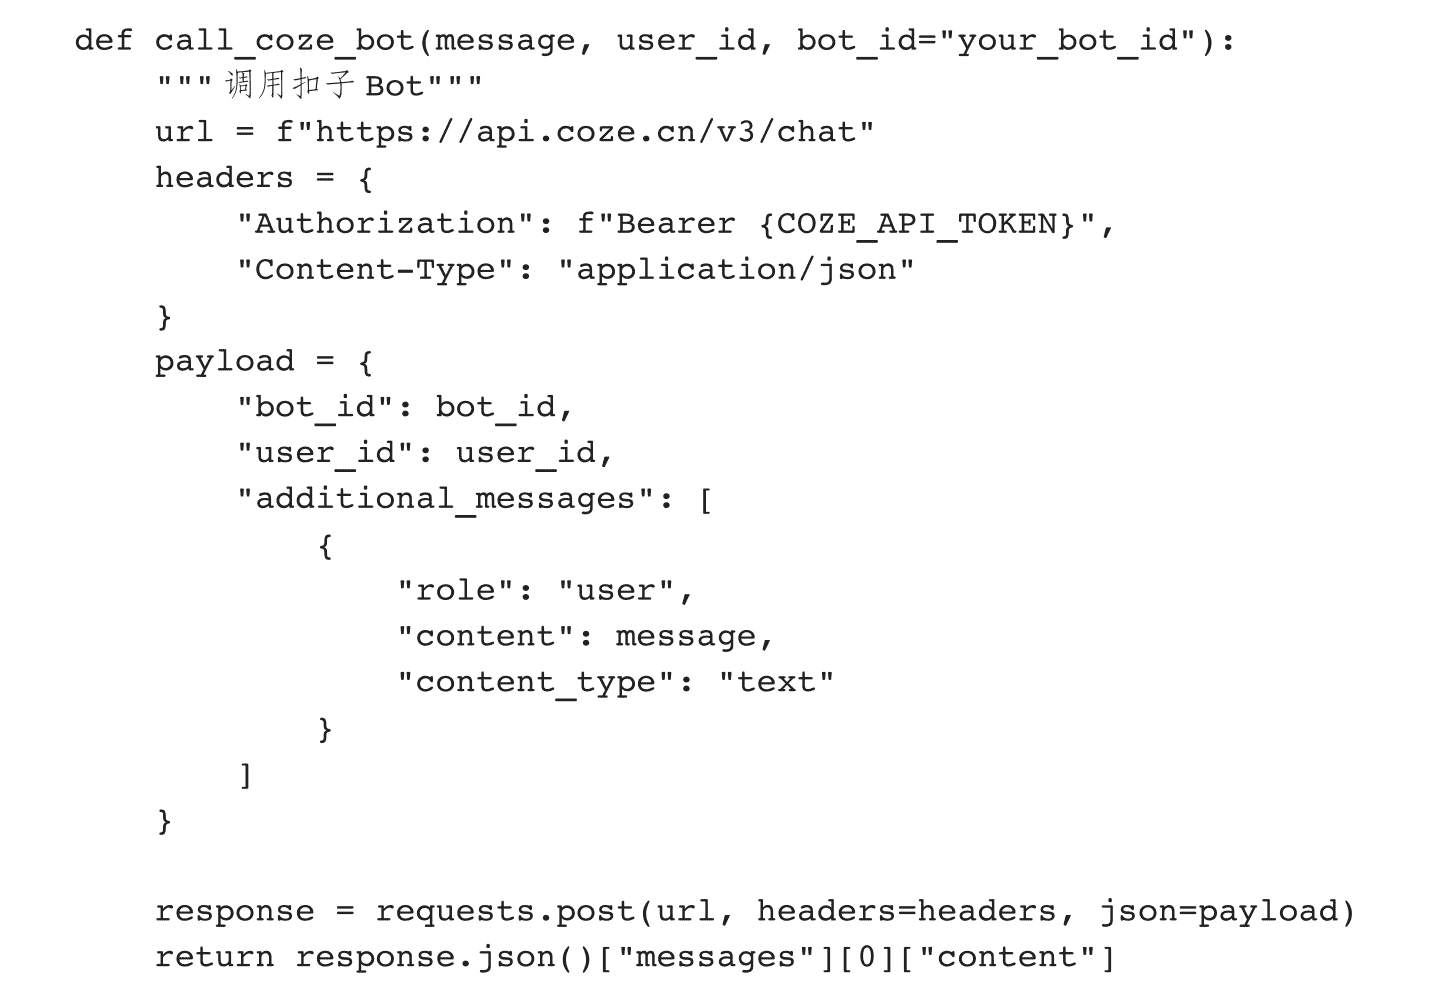 def call_coze_bot(message, user_id, bot_id="your_bot_id"):
    """ 调用扣子 Bot"""
    url = f"https://api.coze.cn/v3/chat"
    headers = {
        "Authorization": f"Bearer {COZE_API_TOKEN}",
        "Content-Type": "application/json"
    }
    payload = {
        "bot_id": bot_id,
        "user_id": user_id,
        "additional_messages": [
            {
                "role": "user",
                "content": message,
                "content_type": "text"
            }
        ]
    }

    response = requests.post(url, headers=headers, json=payload)
    return response.json()["messages"][0]["content"]